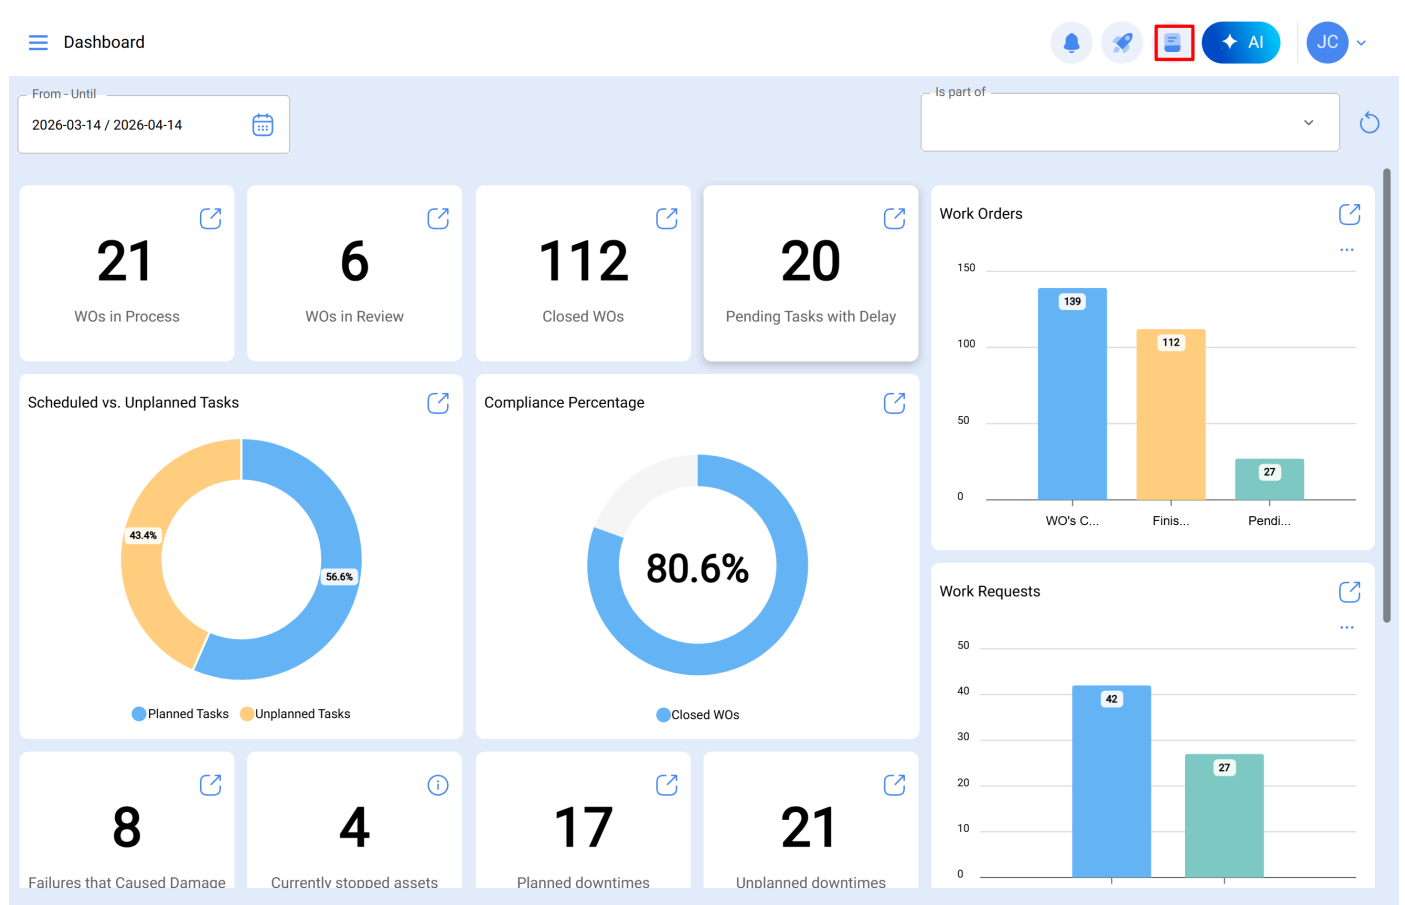 Dashboard
AI
JC
From - Until
2026-03-14 / 2026-04-14
Is part of
21
WOs in Process
6
WOs in Review
112
Closed WOs
20
Pending Tasks with Delay
Work Orders
...
150
100
50
0
139
112
27
WO's C...
Finis...
Pendi...
Scheduled vs. Unplanned Tasks
43.4%
56.6%
Planned Tasks
Unplanned Tasks
Compliance Percentage
80.6%
Closed WOs
Work Requests
...
50
40
30
20
10
0
42
27
8
Failures that Caused Damage
4
Currently stopped assets
17
Planned downtimes
21
Unplanned downtimes